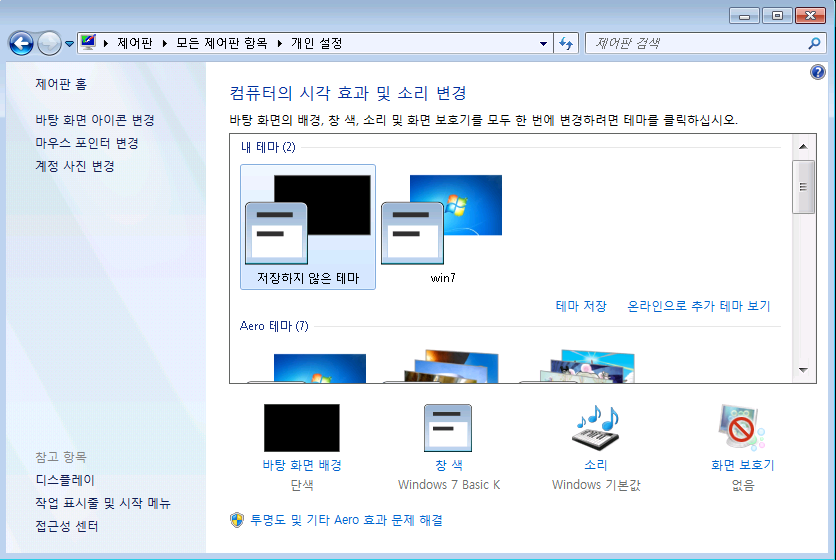 제어판 ▸ 모든 제어판 항목 ▸ 개인 설정
제어판 검색
제어판 홈
바탕 화면 아이콘 변경
마우스 포인터 변경
계정 사진 변경
컴퓨터의 시각 효과 및 소리 변경
바탕 화면의 배경, 창 색, 소리 및 화면 보호기를 모두 한 번에 변경하려면 테마를 클릭하십시오.
내 테마 (2)
저장하지 않은 테마
win7
테마 저장 온라인으로 추가 테마 보기
Aero 테마 (7)
바탕 화면 배경
단색
창 색
Windows 7 Basic K
소리
Windows 기본값
화면 보호기
없음
투명도 및 기타 Aero 효과 문제 해결
참고 항목
디스플레이
작업 표시줄 및 시작 메뉴
접근성 센터